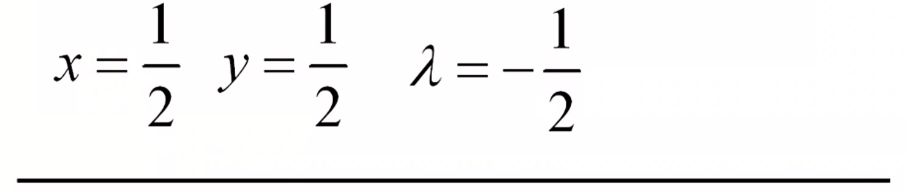 x = 1/2 y = 1/2 λ = -1/2